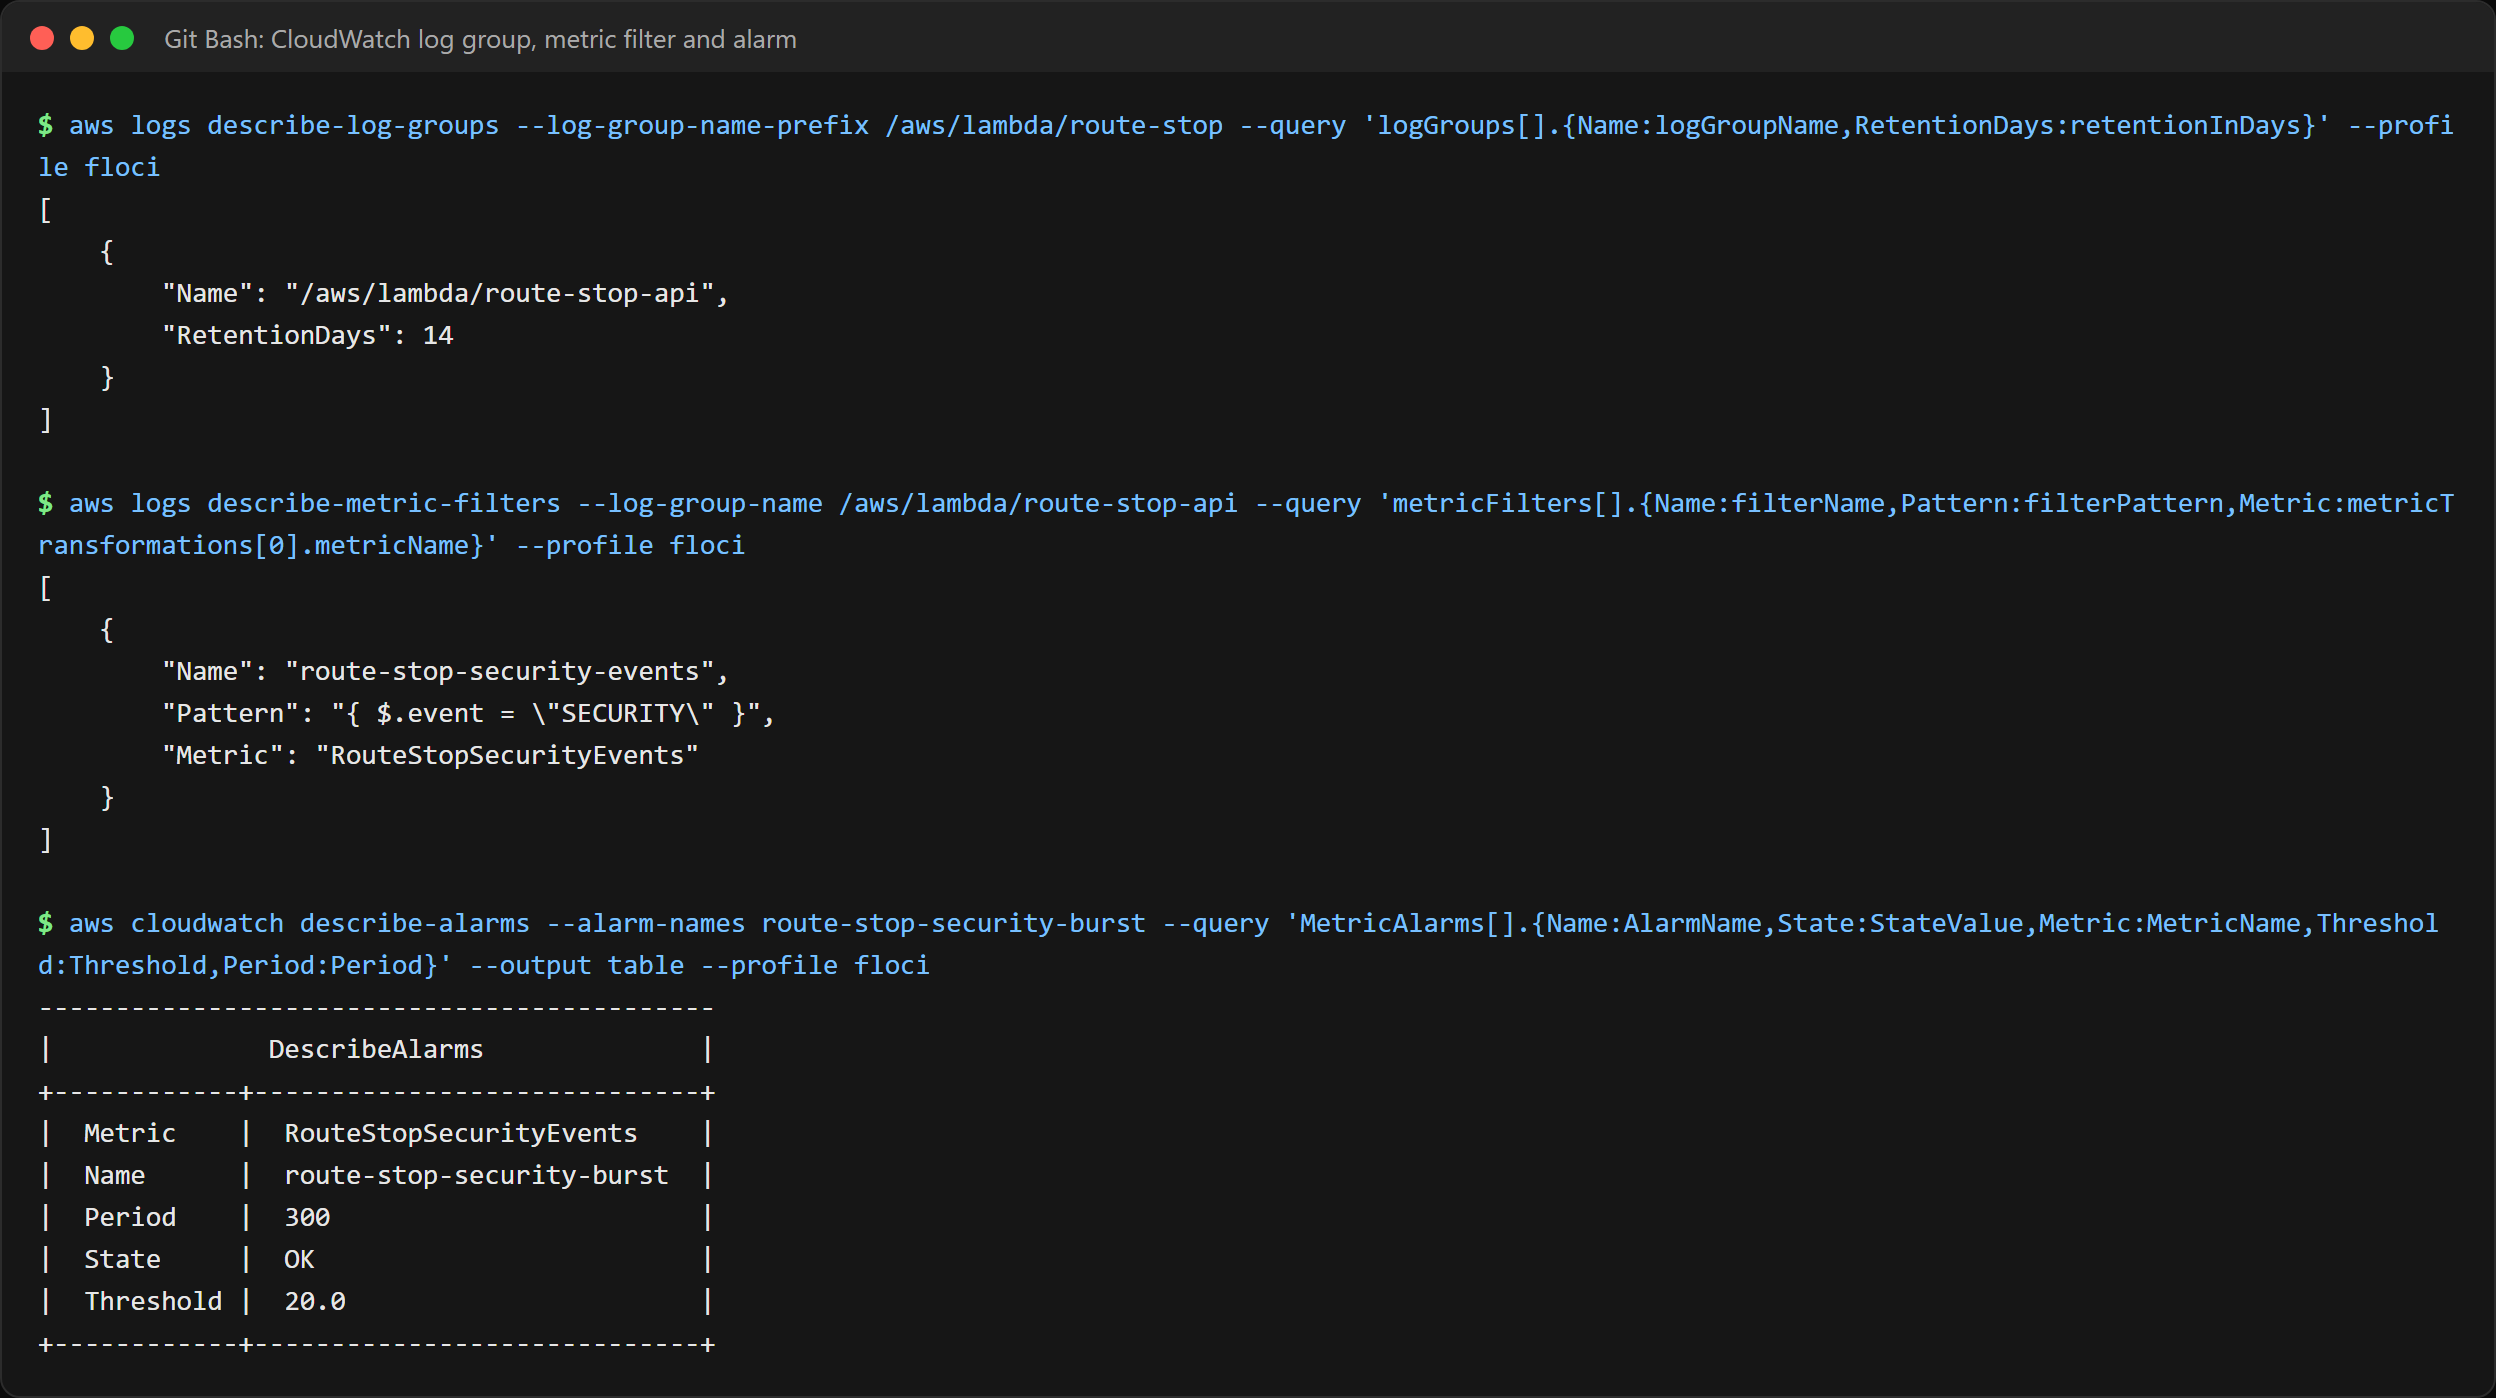 Git Bash: CloudWatch log group, metric filter and alarm
$ aws logs describe-log-groups --log-group-name-prefix /aws/lambda/route-stop --query 'logGroups[].{Name:logGroupName,RetentionDays:retentionInDays}' --profi
le floci
[
    {
        "Name": "/aws/lambda/route-stop-api",
        "RetentionDays": 14
    }
]
$ aws logs describe-metric-filters --log-group-name /aws/lambda/route-stop-api --query 'metricFilters[].{Name:filterName,Pattern:filterPattern,Metric:metricT
ransformations[0].metricName}' --profile floci
[
    {
        "Name": "route-stop-security-events",
        "Pattern": "{ $.event = \"SECURITY\" }",
        "Metric": "RouteStopSecurityEvents"
    }
]
$ aws cloudwatch describe-alarms --alarm-names route-stop-security-burst --query 'MetricAlarms[].{Name:AlarmName,State:StateValue,Metric:MetricName,Threshol
d:Threshold,Period:Period}' --output table --profile floci
--------------------------------------------
|              DescribeAlarms              |
+------------+-----------------------------+
|  Metric    |  RouteStopSecurityEvents    |
|  Name      |  route-stop-security-burst  |
|  Period    |  300                        |
|  State     |  OK                         |
|  Threshold |  20.0                       |
+------------+-----------------------------+